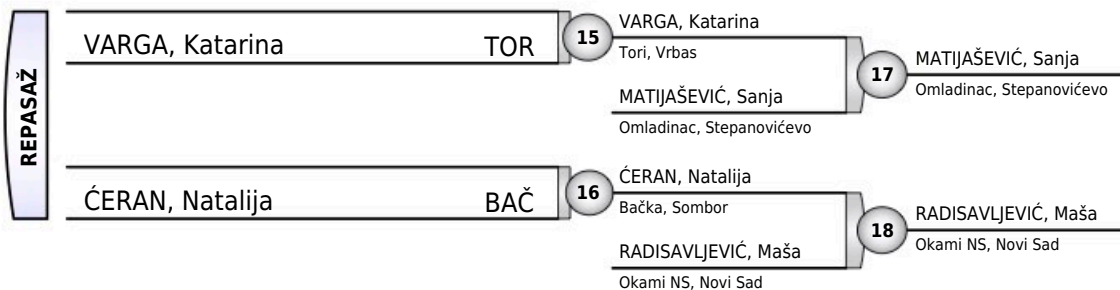 REPASAŽ
VARGA, Katarina TOR
15
VARGA, Katarina
Tori, Vrbas
MATIJAŠEVIĆ, Sanja
Omladinac, Stepanovićevo
17
MATIJAŠEVIĆ, Sanja
Omladinac, Stepanovićevo
ĆERAN, Natalija BAČ
16
ĆERAN, Natalija
Bačka, Sombor
RADISAVLJEVIĆ, Maša
Okami NS, Novi Sad
18
RADISAVLJEVIĆ, Maša
Okami NS, Novi Sad